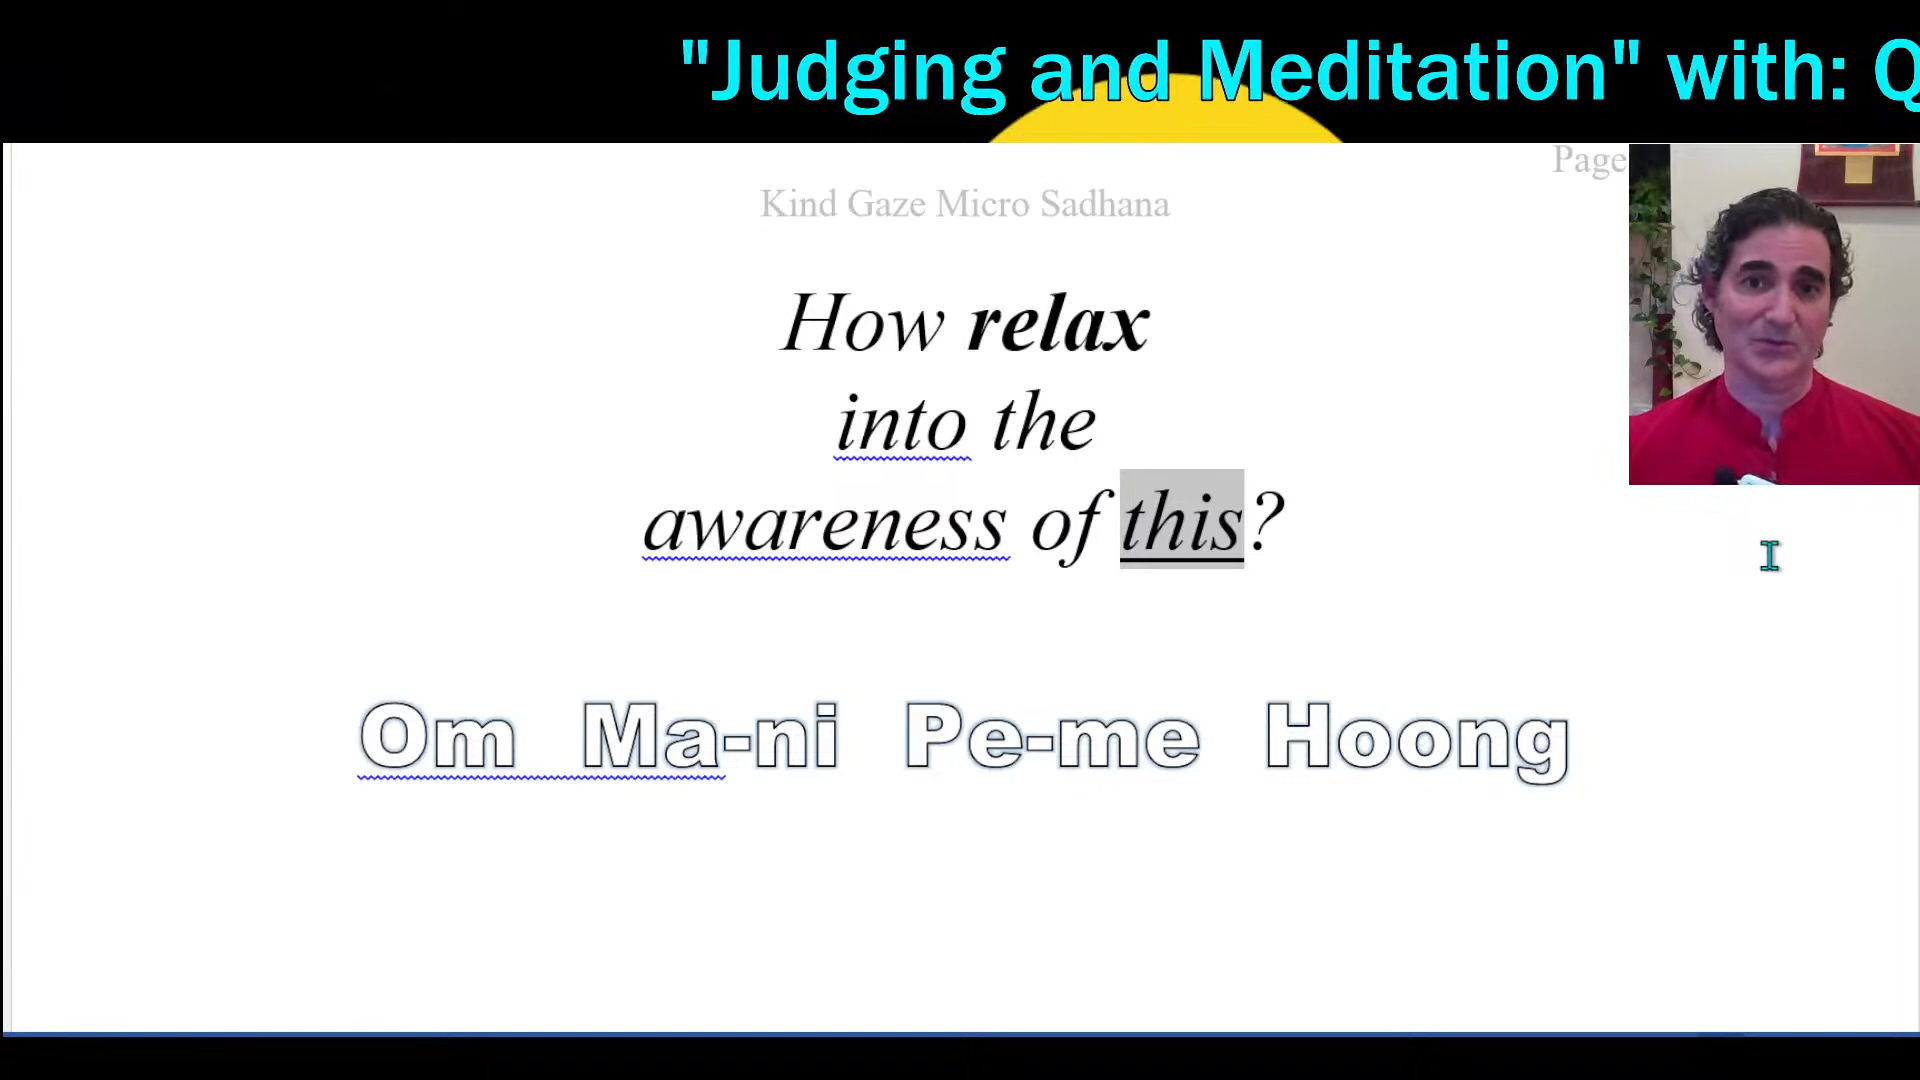 "Judging and Meditation" with: Q
Page
Kind Gaze Micro Sadhana
How relax
into the
awareness of this?
Om Ma-ni Pe-me Hoong